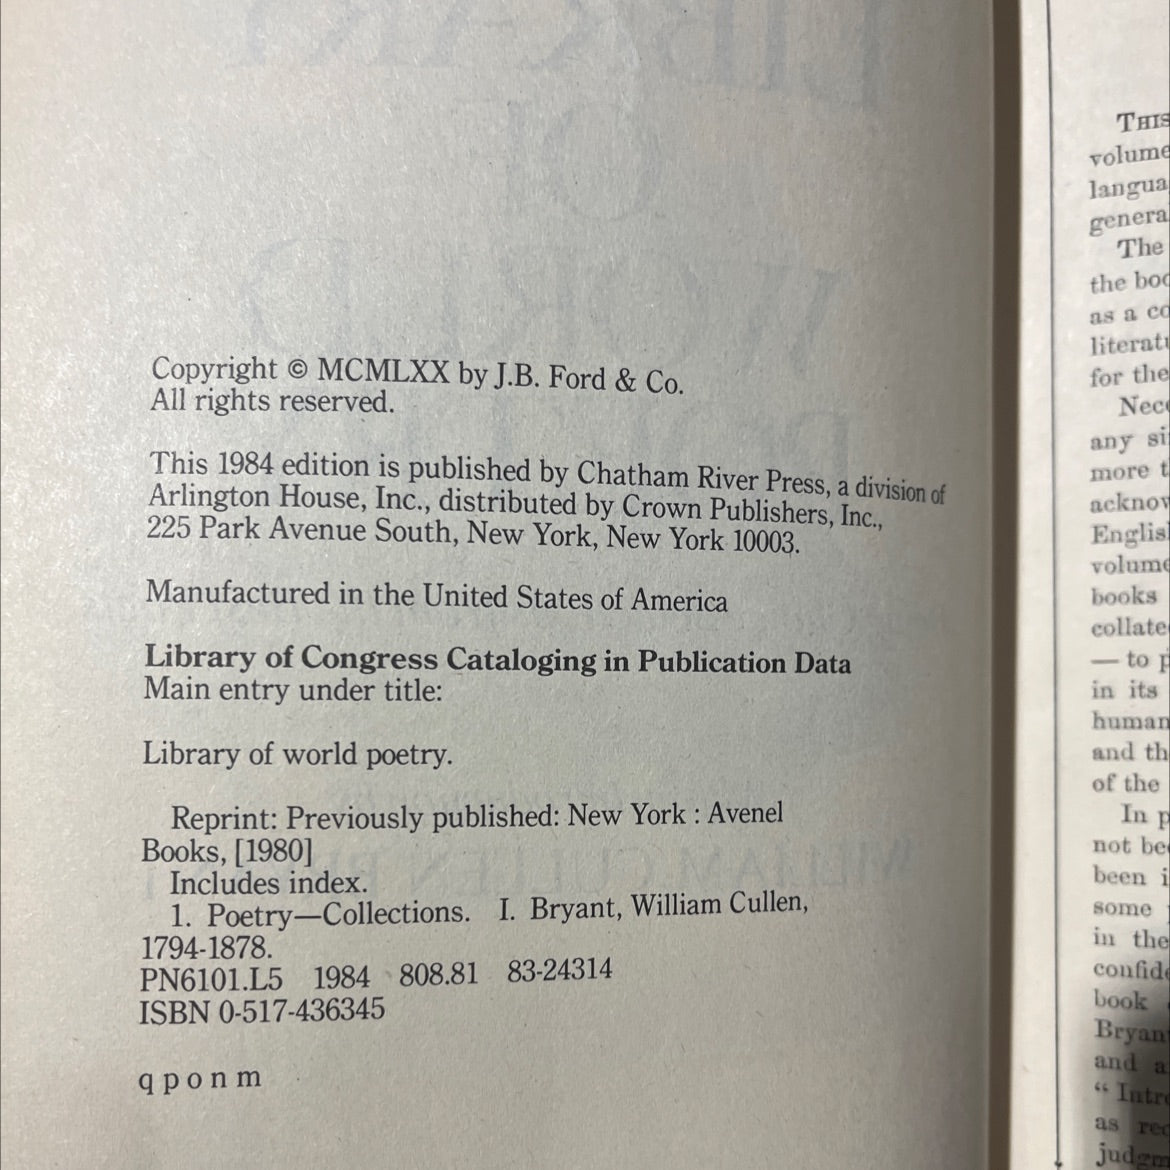 Copyright © MCMLXX by J.B. Ford & Co.
All rights reserved.
This 1984 edition is published by Chatham River Press, a division of
Arlington House, Inc., distributed by Crown Publishers, Inc.,
225 Park Avenue South, New York, New York 10003.
Manufactured in the United States of America
Library of Congress Cataloging in Publication Data
Main entry under title:
Library of world poetry.
Reprint: Previously published: New York : Avenel
Books, [1980]
Includes index.
1. Poetry—Collections. I. Bryant, William Cullen,
1794-1878.
PN6101.L5 1984 808.81 83-24314
ISBN 0-517-436345
q p o n m
THIS
volume
langua
genera
The
the boo
as a co
literatu
for the
Nece
any si
more t
acknow
Englis
volume
books
collate
— to p
in its
human
and th
of the
In p
not be
been i
some
in the
confide
book
Bryan
and a
“ Intro
as rec
judgm